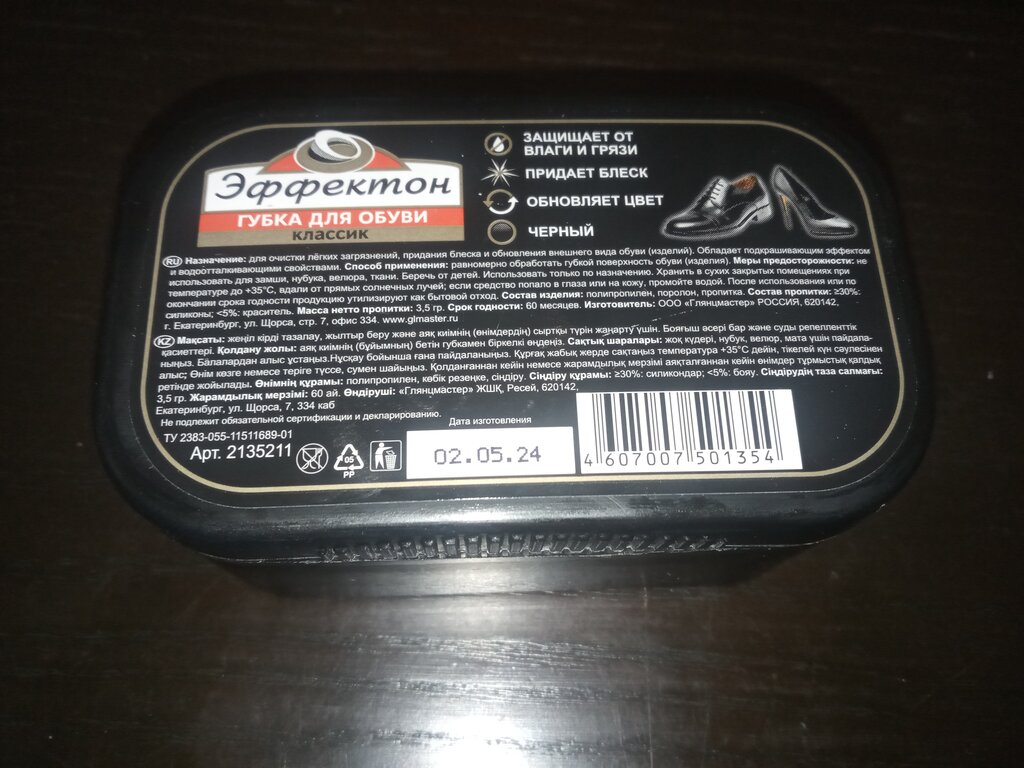 Эффектон
ГУБКА ДЛЯ ОБУВИ
классик
ЗАЩИЩАЕТ ОТ
ВЛАГИ И ГРЯЗИ
ПРИДАЕТ БЛЕСК
ОБНОВЛЯЕТ ЦВЕТ
ЧЕРНЫЙ
RU Назначение: для очистки лёгких загрязнений, придания блеска и обновления внешнего вида обуви (изделий). Обладает подкрашивающим эффектом
и водоотталкивающими свойствами. Способ применения: равномерно обработать губкой поверхность обуви (изделия). Меры предосторожности: не
использовать для замши, нубука, велюра, ткани. Беречь от детей. Использовать только по назначению. Хранить в сухих закрытых помещениях при
температуре до +35°С, вдали от прямых солнечных лучей; если средство попало в глаза или на кожу, промойте водой. После использования или по
окончании срока годности продукцию утилизируют как бытовой отход. Состав изделия: полипропилен, поролон, пропитка. Состав пропитки: ≥30%:
силиконы; <5%: краситель. Масса нетто пропитки: 3,5 гр. Срок годности: 60 месяцев. Изготовитель: ООО «Глянцмастер» РОССИЯ, 620142,
г. Екатеринбург, ул. Щорса, стр. 7, офис 334. www.glmaster.ru
KZ Мақсаты: жеңіл кірді тазалау, жылтыр беру және аяқ киімнің (өнімдердің) сыртқы түрін жаңарту үшін. Бояғыш әсері бар және суды репелленттік
қасиеттері. Қолдану жолы: аяқ киімнің (бұйымның) бетін губкамен біркелкі өңдеңіз. Сақтық шаралары: жоқ күдері, нубук, велюр, мата үшін пайдала-
ныңыз. Балалардан алыс ұстаңыз.Нұсқау бойынша ғана пайдаланыңыз. Құрғақ жабық жерде сақтаңыз температура +35°С дейін, тікелей күн сәулесінен
алыс; Өнім көзге немесе теріге түссе, сумен шайыңыз. Қолданғаннан кейін немесе жарамдылық мерзімі аяқталғаннан кейін өнімдер тұрмыстық қалдық
ретінде жойылады. Өнімнің құрамы: полипропилен, көбік резеңке, сіңдіру. Сіңдіру құрамы: ≥30%: силикондар; <5%: бояу. Сіңдірудің таза салмағы:
3,5 гр. Жарамдылық мерзімі: 60 ай. Өндіруші: «Глянцмастер» ЖШҚ, Ресей, 620142,
Екатеринбург, ул. Щорса, 7, 334 каб
Не подлежит обязательной сертификации и декларированию.
ТУ 2383-055-11511689-01
Арт. 2135211
05
PP
Дата изготовления
02.05.24
4 607007 501354